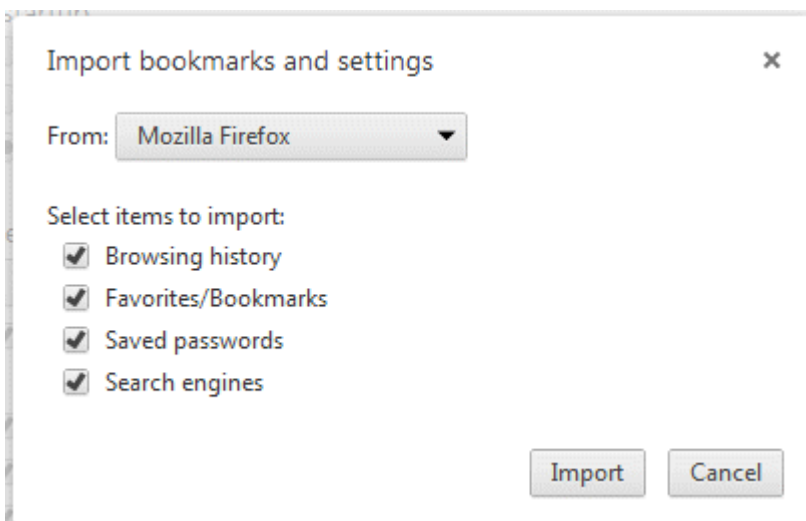 Import bookmarks and settings
From: Mozilla Firefox
Select items to import:
Browsing history
Favorites/Bookmarks
Saved passwords
Search engines
Import Cancel